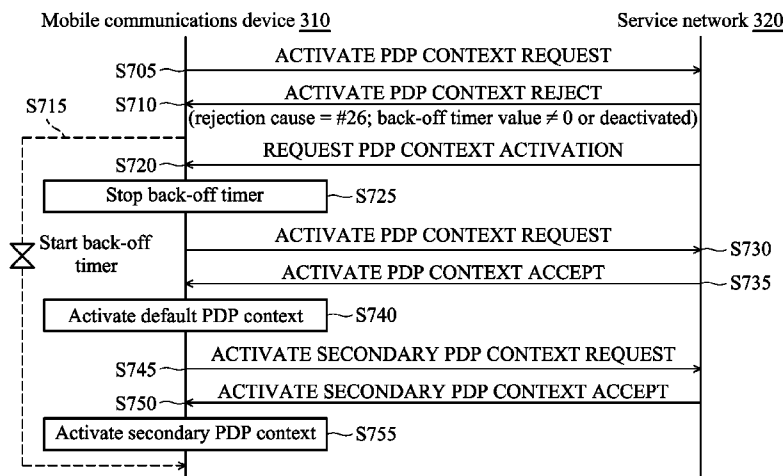 Mobile communications device 310
Service network 320
ACTIVATE PDP CONTEXT REQUEST
S705
ACTIVATE PDP CONTEXT REJECT
S710
(rejection cause = #26; back-off timer value ≠ 0 or deactivated)
S715
REQUEST PDP CONTEXT ACTIVATION
S720
Stop back-off timer
S725
ACTIVATE PDP CONTEXT REQUEST
S730
Start back-off
timer
ACTIVATE PDP CONTEXT ACCEPT
S735
Activate default PDP context
S740
ACTIVATE SECONDARY PDP CONTEXT REQUEST
S745
ACTIVATE SECONDARY PDP CONTEXT ACCEPT
S750
Activate secondary PDP context
S755